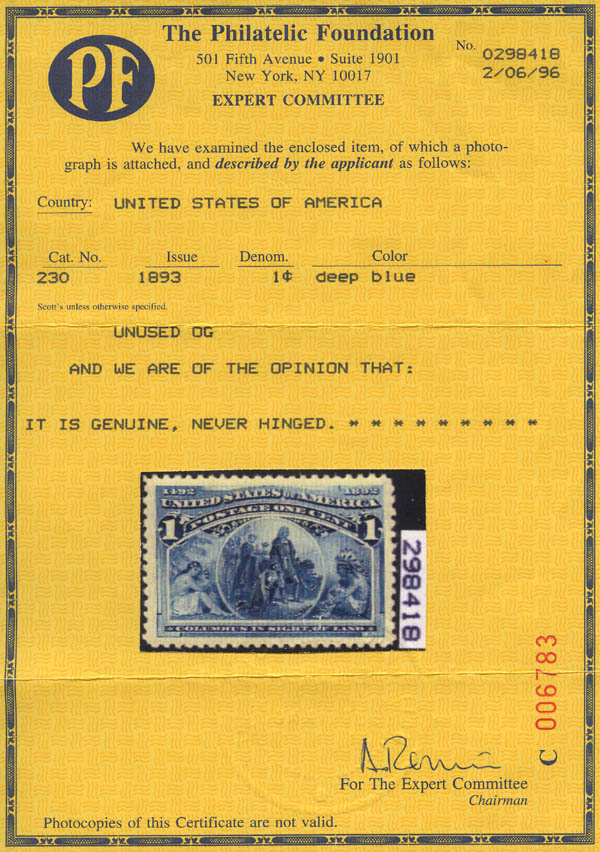 PF
The Philatelic Foundation
501 Fifth Avenue • Suite 1901
New York, NY 10017
EXPERT COMMITTEE
No. 0298418
2/06/96
We have examined the enclosed item, of which a photo-
graph is attached, and described by the applicant as follows:
Country: UNITED STATES OF AMERICA
Cat. No. Issue Denom. Color
230 1893 1¢ deep blue
Scott's unless otherwise specified.
UNUSED OG
AND WE ARE OF THE OPINION THAT:
IT IS GENUINE, NEVER HINGED. * * * * * * * * *
1492 1892
UNITED STATES OF AMERICA
POSTAGE ONE CENT
1 1
COLUMBUS IN SIGHT OF LAND
298418
C 006783
For The Expert Committee
Chairman
Photocopies of this Certificate are not valid.